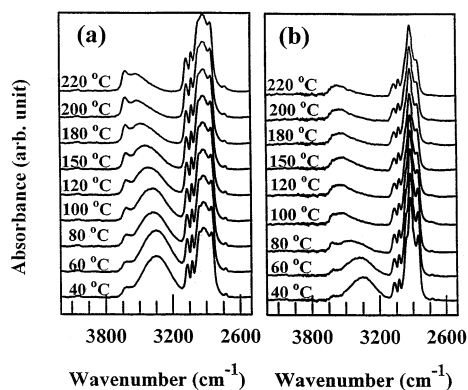 (a)
220 °C
200 °C
180 °C
150 °C
120 °C
100 °C
80 °C
60 °C
40 °C
3800 3200 2600
Wavenumber (cm-1)
(b)
220 °C
200 °C
180 °C
150 °C
120 °C
100 °C
80 °C
60 °C
40 °C
3800 3200 2600
Wavenumber (cm-1)
Absorbance (arb. unit)